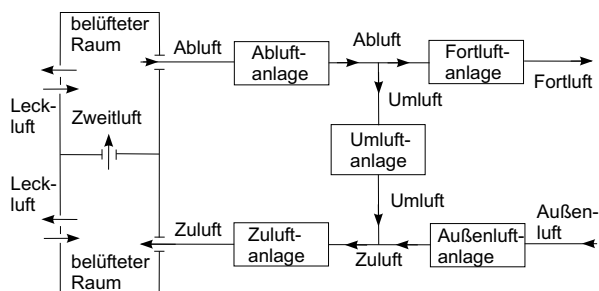 belüfteter
Raum
Abluft
Abluft-
anlage
Abluft
Fortluft-
anlage
Fortluft
Leck-
luft
Zweitluft
Umluft
Umluft-
anlage
Leck-
luft
Umluft
Außen-
luft
Zuluft
Zuluft-
anlage
Zuluft
Außenluft-
anlage
belüfteter
Raum